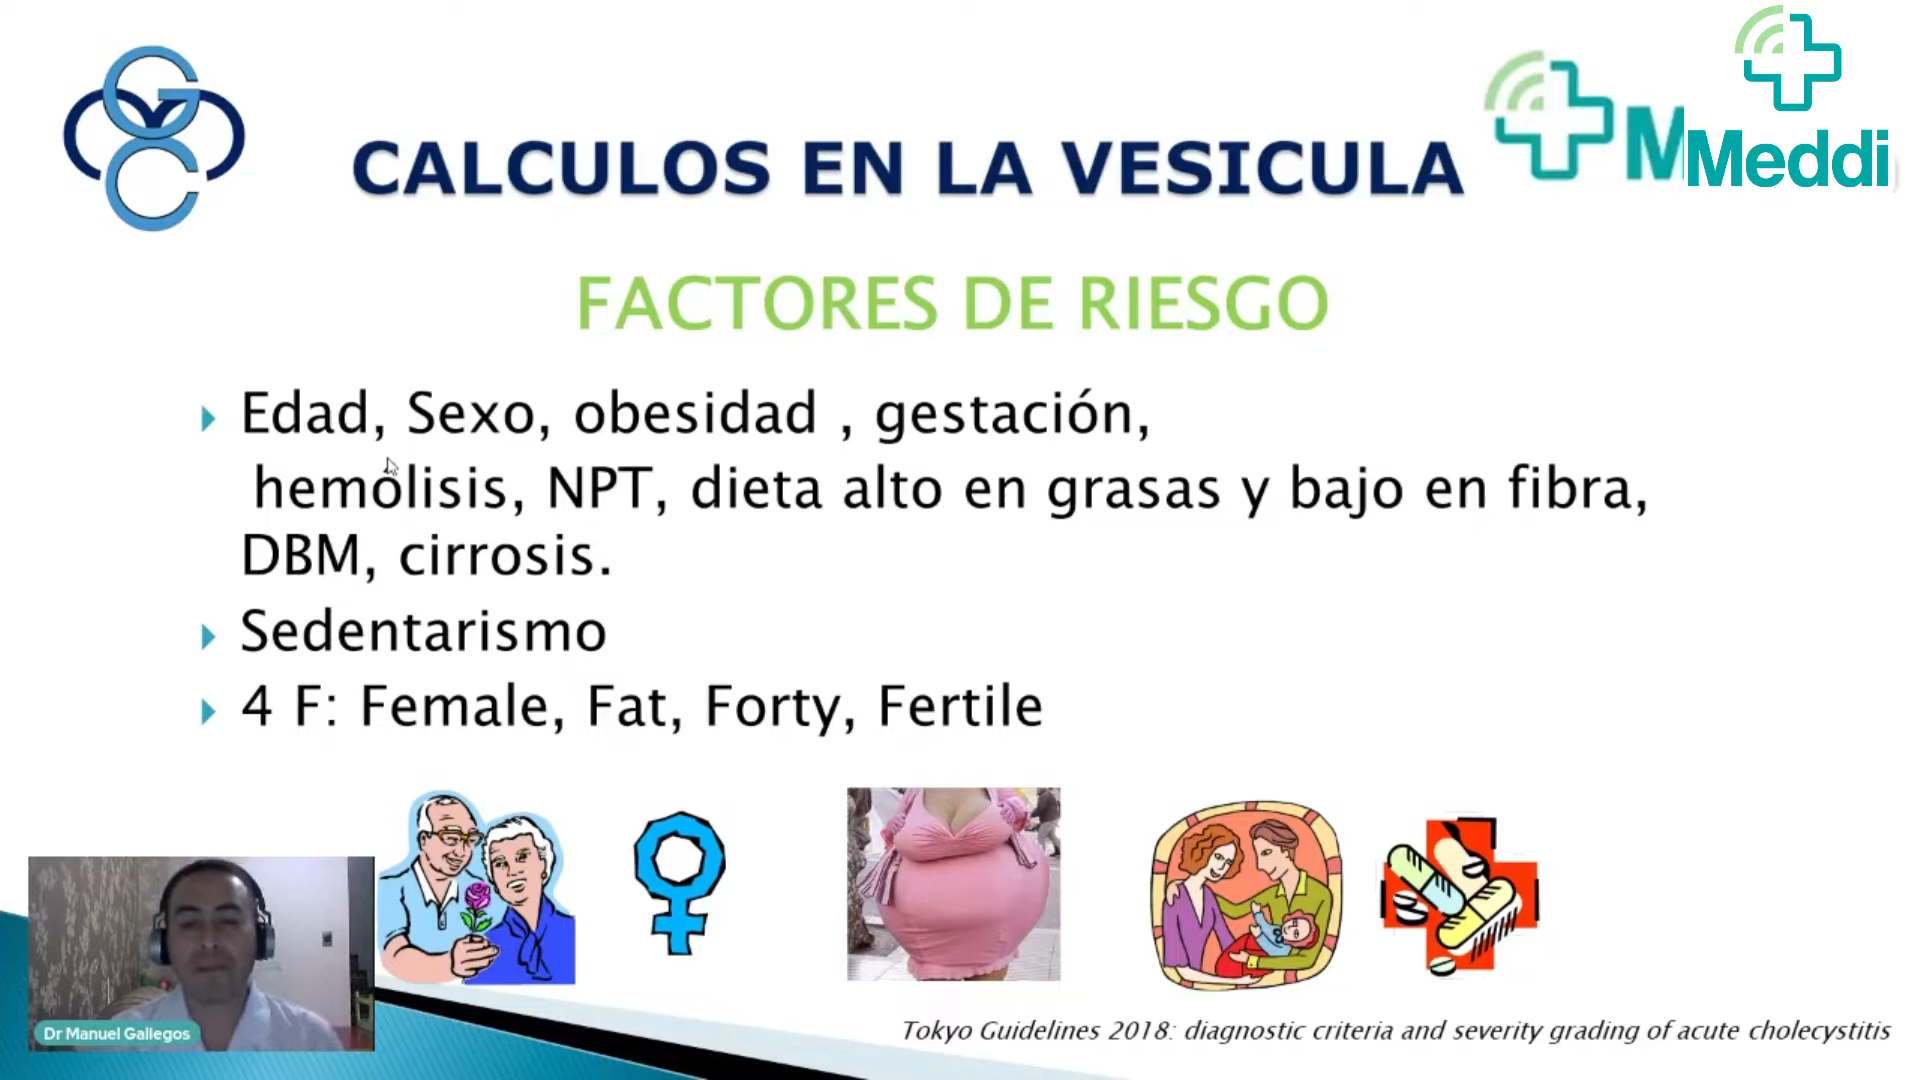 GC
CALCULOS EN LA VESICULA
M
Meddi
FACTORES DE RIESGO
Edad, Sexo, obesidad , gestación,
hemólisis, NPT, dieta alto en grasas y bajo en fibra,
DBM, cirrosis.
Sedentarismo
4 F: Female, Fat, Forty, Fertile
Dr Manuel Gallegos
Tokyo Guidelines 2018: diagnostic criteria and severity grading of acute cholecystitis